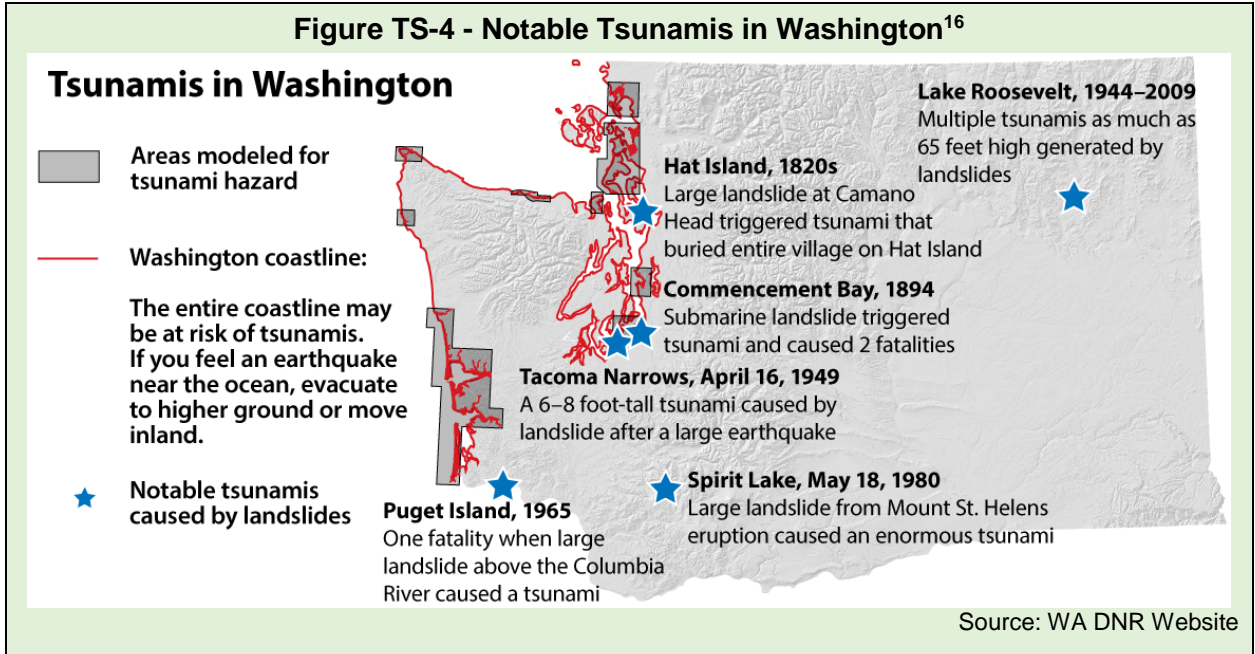 Figure TS-4 - Notable Tsunamis in Washington16
Tsunamis in Washington
Areas modeled for
tsunami hazard
Washington coastline:
The entire coastline may
be at risk of tsunamis.
If you feel an earthquake
near the ocean, evacuate
to higher ground or move
inland.
Notable tsunamis
caused by landslides
Lake Roosevelt, 1944–2009
Multiple tsunamis as much as
65 feet high generated by
landslides
Hat Island, 1820s
Large landslide at Camano
Head triggered tsunami that
buried entire village on Hat Island
Commencement Bay, 1894
Submarine landslide triggered
tsunami and caused 2 fatalities
Tacoma Narrows, April 16, 1949
A 6–8 foot-tall tsunami caused by
landslide after a large earthquake
Spirit Lake, May 18, 1980
Large landslide from Mount St. Helens
eruption caused an enormous tsunami
Puget Island, 1965
One fatality when large
landslide above the Columbia
River caused a tsunami
Source: WA DNR Website